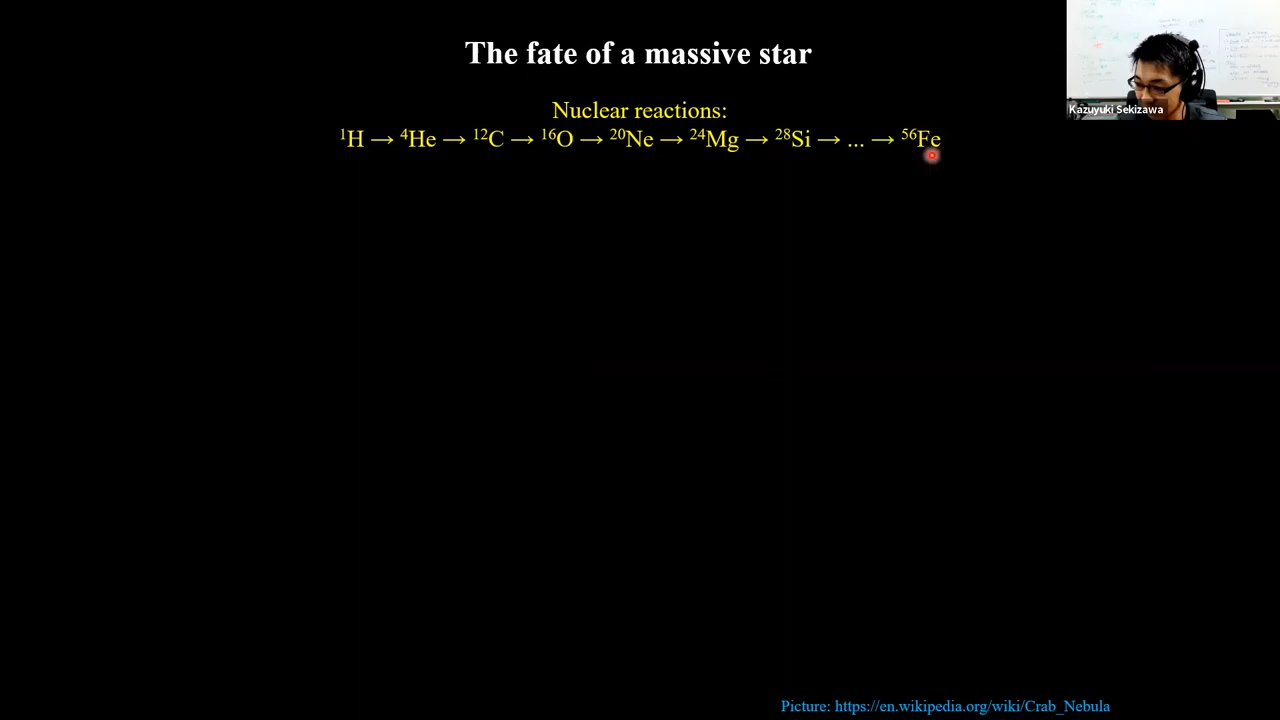 The fate of a massive star
Kazuyuki Sekizawa
Nuclear reactions:
¹H → ⁴He → ¹²C → ¹⁶O → ²⁰Ne → ²⁴Mg → ²⁸Si → ... → ⁵⁶Fe
Picture: https://en.wikipedia.org/wiki/Crab_Nebula